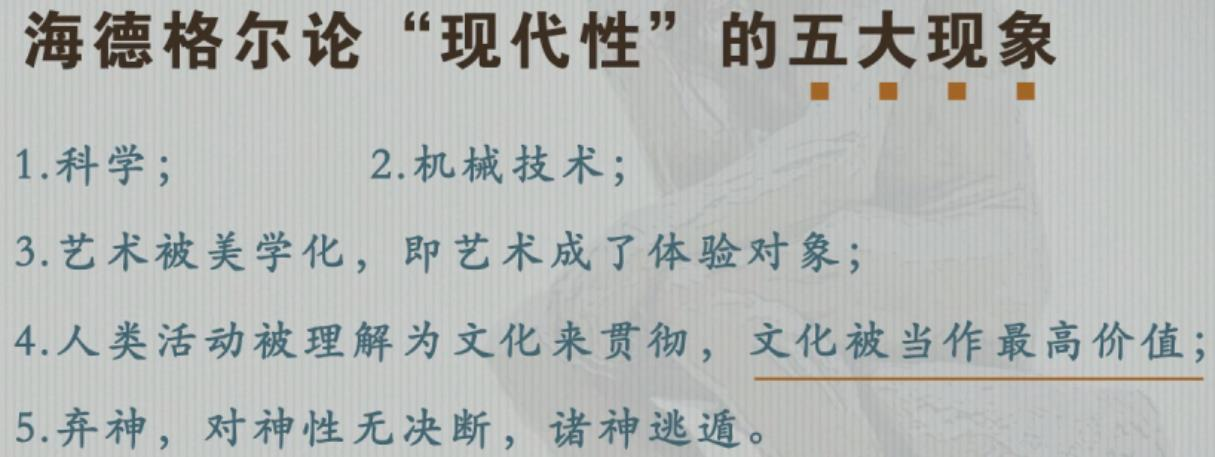 海德格尔论“现代性”的五大现象
1.科学； 2.机械技术；
3.艺术被美学化，即艺术成了体验对象；
4.人类活动被理解为文化来贯彻，文化被当作最高价值；
5.弃神，对神性无决断，诸神逃遁。